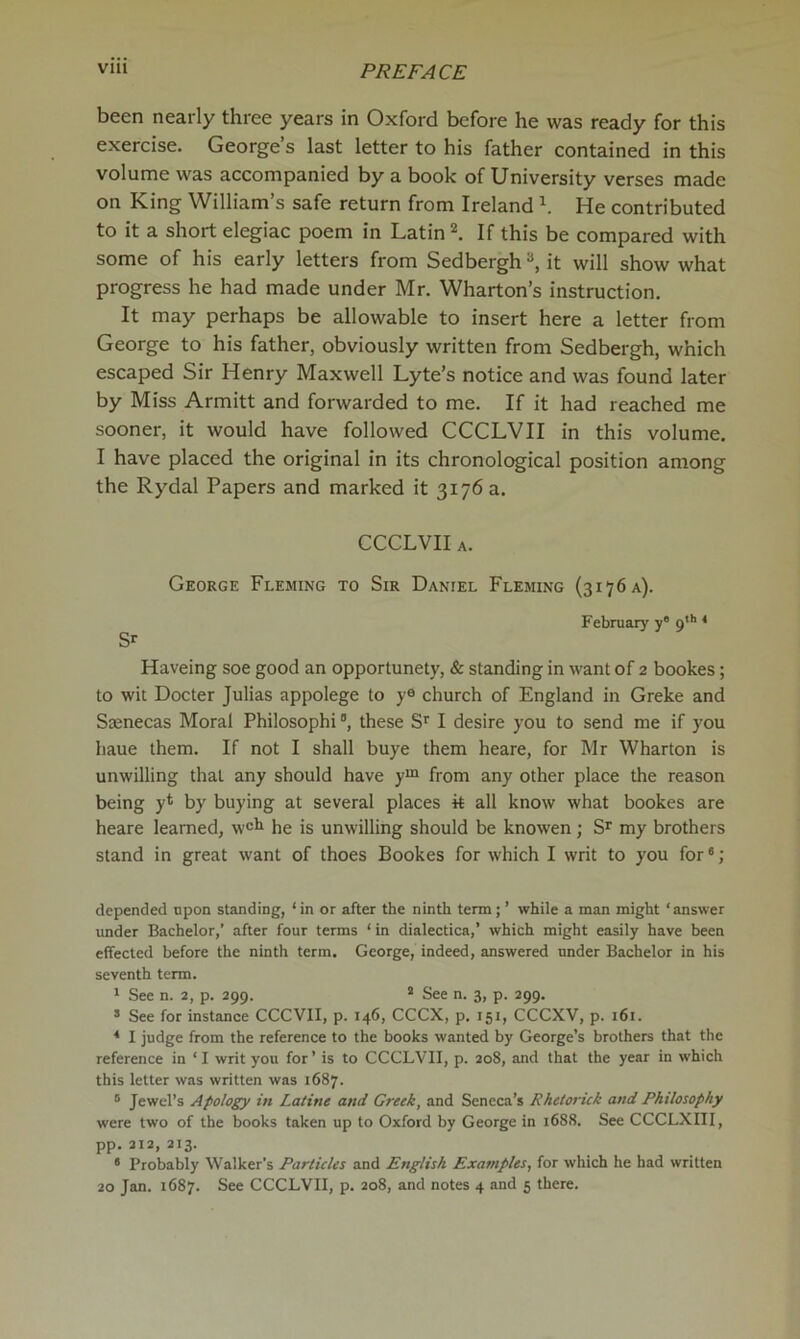 viii PREFACE
been nearly three years in Oxford before he was ready for this
exercise. George's last letter to his father contained in this
volume was accompanied by a book of University verses made
on King William's safe return from Ireland ¹. He contributed
to it a short elegiac poem in Latin ². If this be compared with
some of his early letters from Sedbergh ³, it will show what
progress he had made under Mr. Wharton's instruction.
It may perhaps be allowable to insert here a letter from
George to his father, obviously written from Sedbergh, which
escaped Sir Henry Maxwell Lyte's notice and was found later
by Miss Armitt and forwarded to me. If it had reached me
sooner, it would have followed CCCLVII in this volume.
I have placed the original in its chronological position among
the Rydal Papers and marked it 3176 a.
CCCLVII A.
George Fleming to Sir Daniel Fleming (3176 A).
February yᵉ 9ᵗʰ ⁴
Sʳ
Haveing soe good an opportunety, & standing in want of 2 bookes;
to wit Docter Julias appolege to yᵉ church of England in Greke and
Sænecas Moral Philosophi ⁵, these Sʳ I desire you to send me if you
haue them. If not I shall buye them heare, for Mr Wharton is
unwilling that any should have yᵐ from any other place the reason
being yᵗ by buying at several places it all know what bookes are
heare learned, wᶜʰ he is unwilling should be knowen; Sʳ my brothers
stand in great want of thoes Bookes for which I writ to you for ⁶;
depended upon standing, 'in or after the ninth term;' while a man might 'answer
under Bachelor,' after four terms 'in dialectica,' which might easily have been
effected before the ninth term. George, indeed, answered under Bachelor in his
seventh term.
¹ See n. 2, p. 299. ² See n. 3, p. 299.
³ See for instance CCCVII, p. 146, CCCX, p. 151, CCCXV, p. 161.
⁴ I judge from the reference to the books wanted by George's brothers that the
reference in 'I writ you for' is to CCCLVII, p. 208, and that the year in which
this letter was written was 1687.
⁵ Jewel's Apology in Latine and Greek, and Seneca's Rhetorick and Philosophy
were two of the books taken up to Oxford by George in 1688. See CCCLXIII,
pp. 212, 213.
⁶ Probably Walker's Particles and English Examples, for which he had written
20 Jan. 1687. See CCCLVII, p. 208, and notes 4 and 5 there.